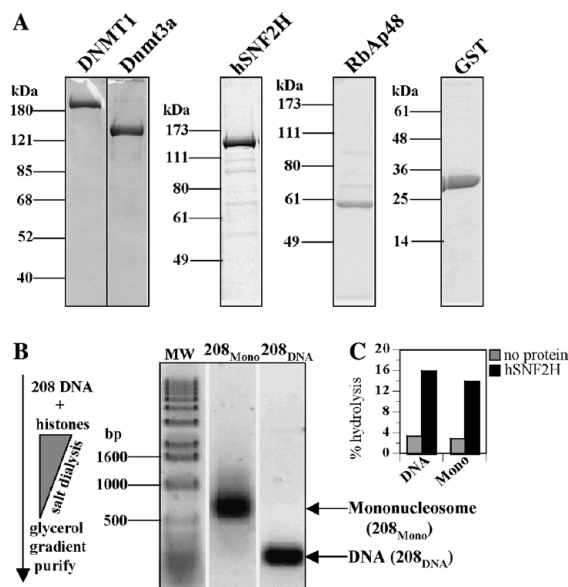 A
DNMT1
Dnmt3a
hSNF2H
RbAp48
GST
kDa
180
121
85
68
52
40
kDa
173
111
80
61
49
kDa
173
111
80
61
49
kDa
61
48
36
25
14
B
208 DNA
+
histones
salt dialysis
glycerol
gradient
purify
MW
208Mono
208DNA
bp
1600
1000
500
Mononucleosome
(208Mono)
DNA (208DNA)
C
no protein
hSNF2H
% hydrolysis
20
16
12
8
4
0
DNA
Mono